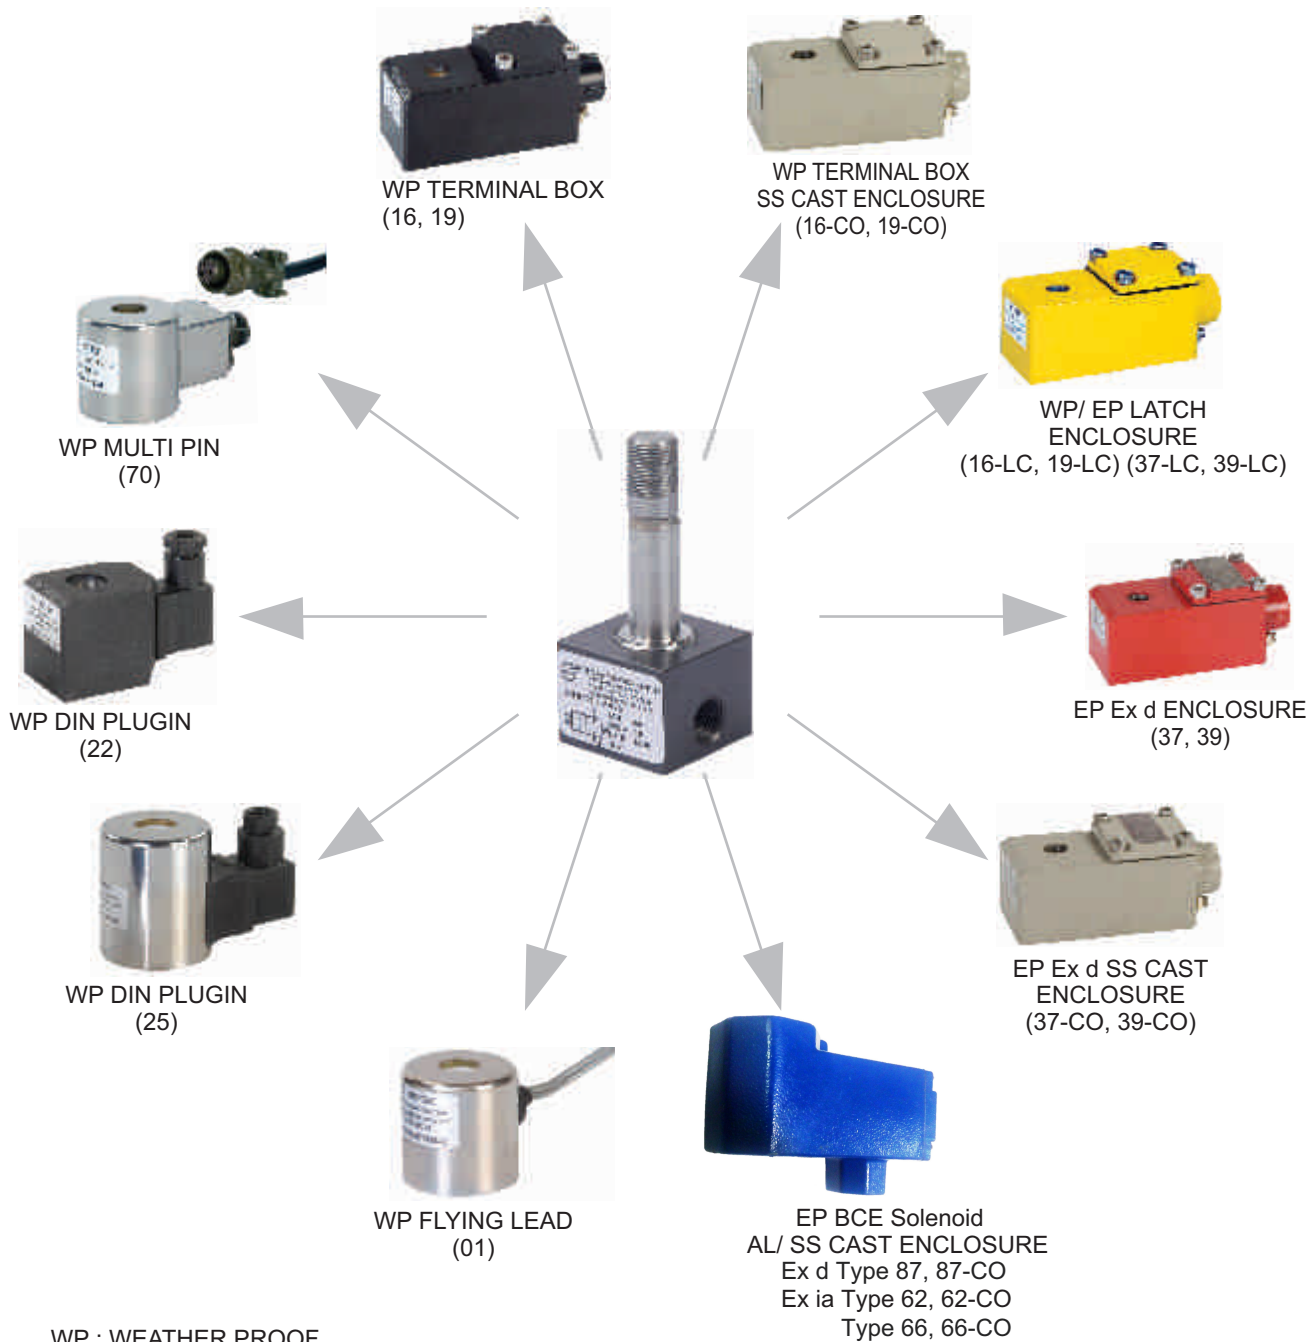 WP TERMINAL BOX
(16, 19)
WP TERMINAL BOX
SS CAST ENCLOSURE
(16-CO, 19-CO)
WP MULTI PIN
(70)
WP/ EP LATCH
ENCLOSURE
(16-LC, 19-LC) (37-LC, 39-LC)
WP DIN PLUGIN
(22)
EP Ex d ENCLOSURE
(37, 39)
WP DIN PLUGIN
(25)
EP Ex d SS CAST
ENCLOSURE
(37-CO, 39-CO)
WP FLYING LEAD
(01)
EP BCE Solenoid
AL/ SS CAST ENCLOSURE
Ex d Type 87, 87-CO
Ex ia Type 62, 62-CO
Type 66, 66-CO
WP : WEATHER PROOF